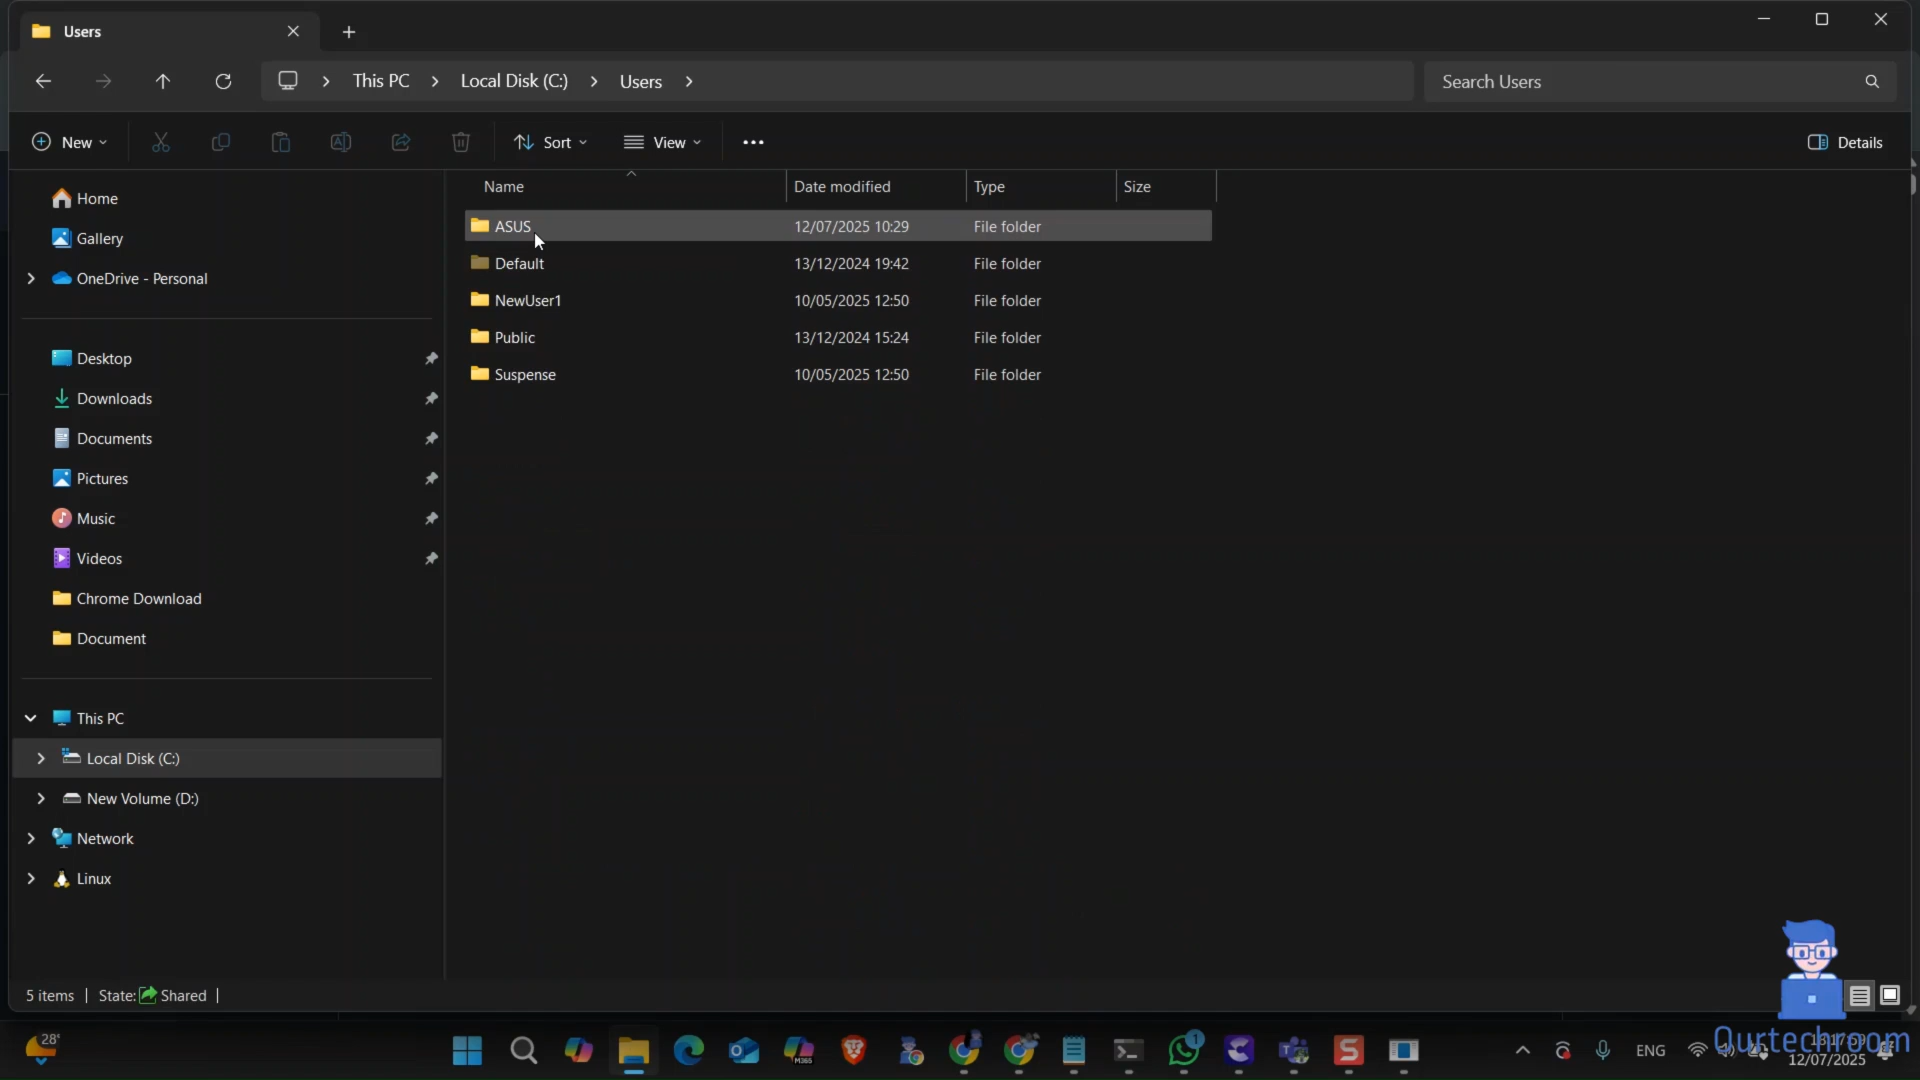 Users
This PC
Local Disk (C:)
Users
Search Users
New
Sort
View
Details
Name Date modified Type Size
ASUS 12/07/2025 10:29 File folder
Default 13/12/2024 19:42 File folder
NewUser1 10/05/2025 12:50 File folder
Public 13/12/2024 15:24 File folder
Suspense 10/05/2025 12:50 File folder
Home
Gallery
OneDrive - Personal
Desktop
Downloads
Documents
Pictures
Music
Videos
Chrome Download
Document
This PC
Local Disk (C:)
New Volume (D:)
Network
Linux
5 items
State: Shared
28°
M365
1
S
ENG
Ourtechroom
12/07/2025